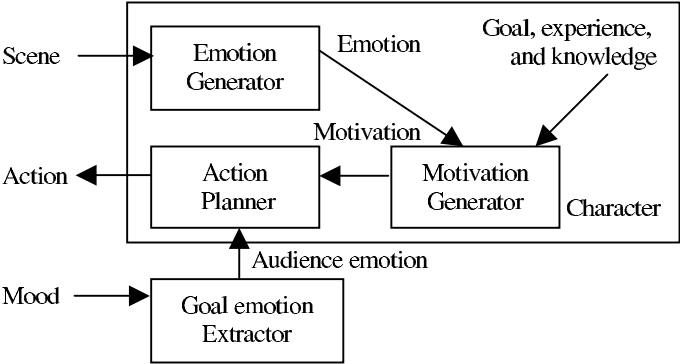 Scene
Emotion
Generator
Emotion
Goal, experience,
and knowledge
Motivation
Action
Action
Planner
Motivation
Generator
Character
Audience emotion
Mood
Goal emotion
Extractor